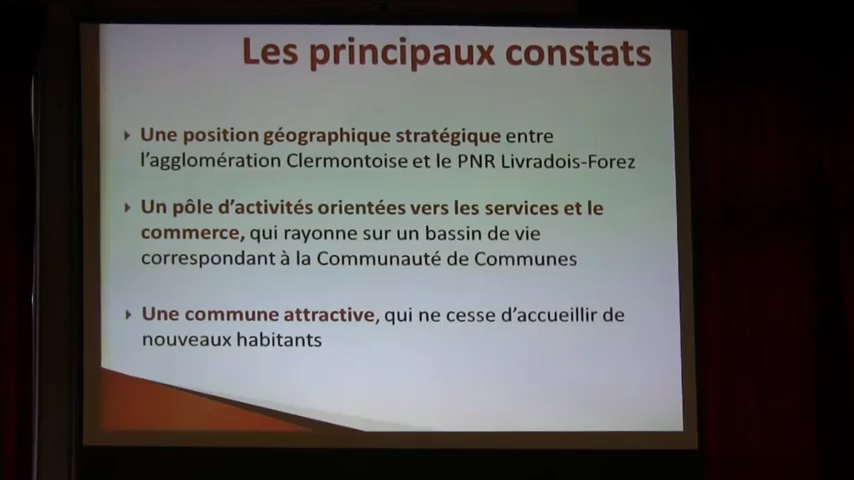 Les principaux constats
Une position géographique stratégique entre
l'agglomération Clermontoise et le PNR Livradois-Forez
Un pôle d'activités orientées vers les services et le
commerce, qui rayonne sur un bassin de vie
correspondant à la Communauté de Communes
Une commune attractive, qui ne cesse d'accueillir de
nouveaux habitants